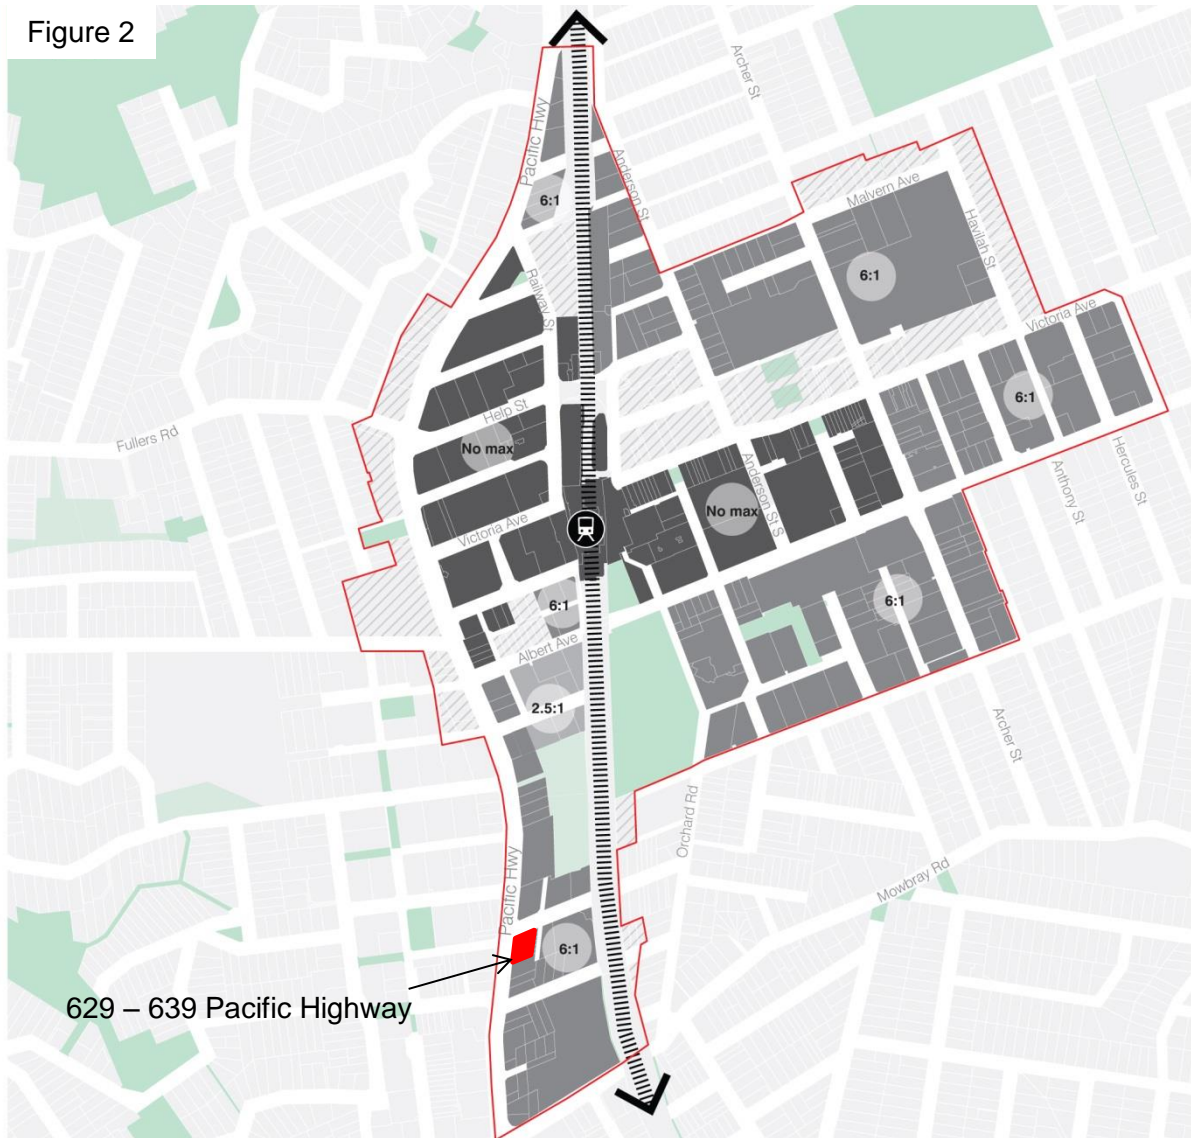 Figure 2
Pacific Hwy
Archer St
Anderson St
6:1
Malvern Ave
Havilah St
6:1
Railway St
Victoria Ave
6:1
Help St
Fullers Rd
No max
Anderson St S
No max
Anthony St
Hercules St
Victoria Ave
6:1
6:1
Albert Ave
2.5:1
Archer St
Orchard Rd
Pacific Hwy
Mowbray Rd
6:1
629 – 639 Pacific Highway